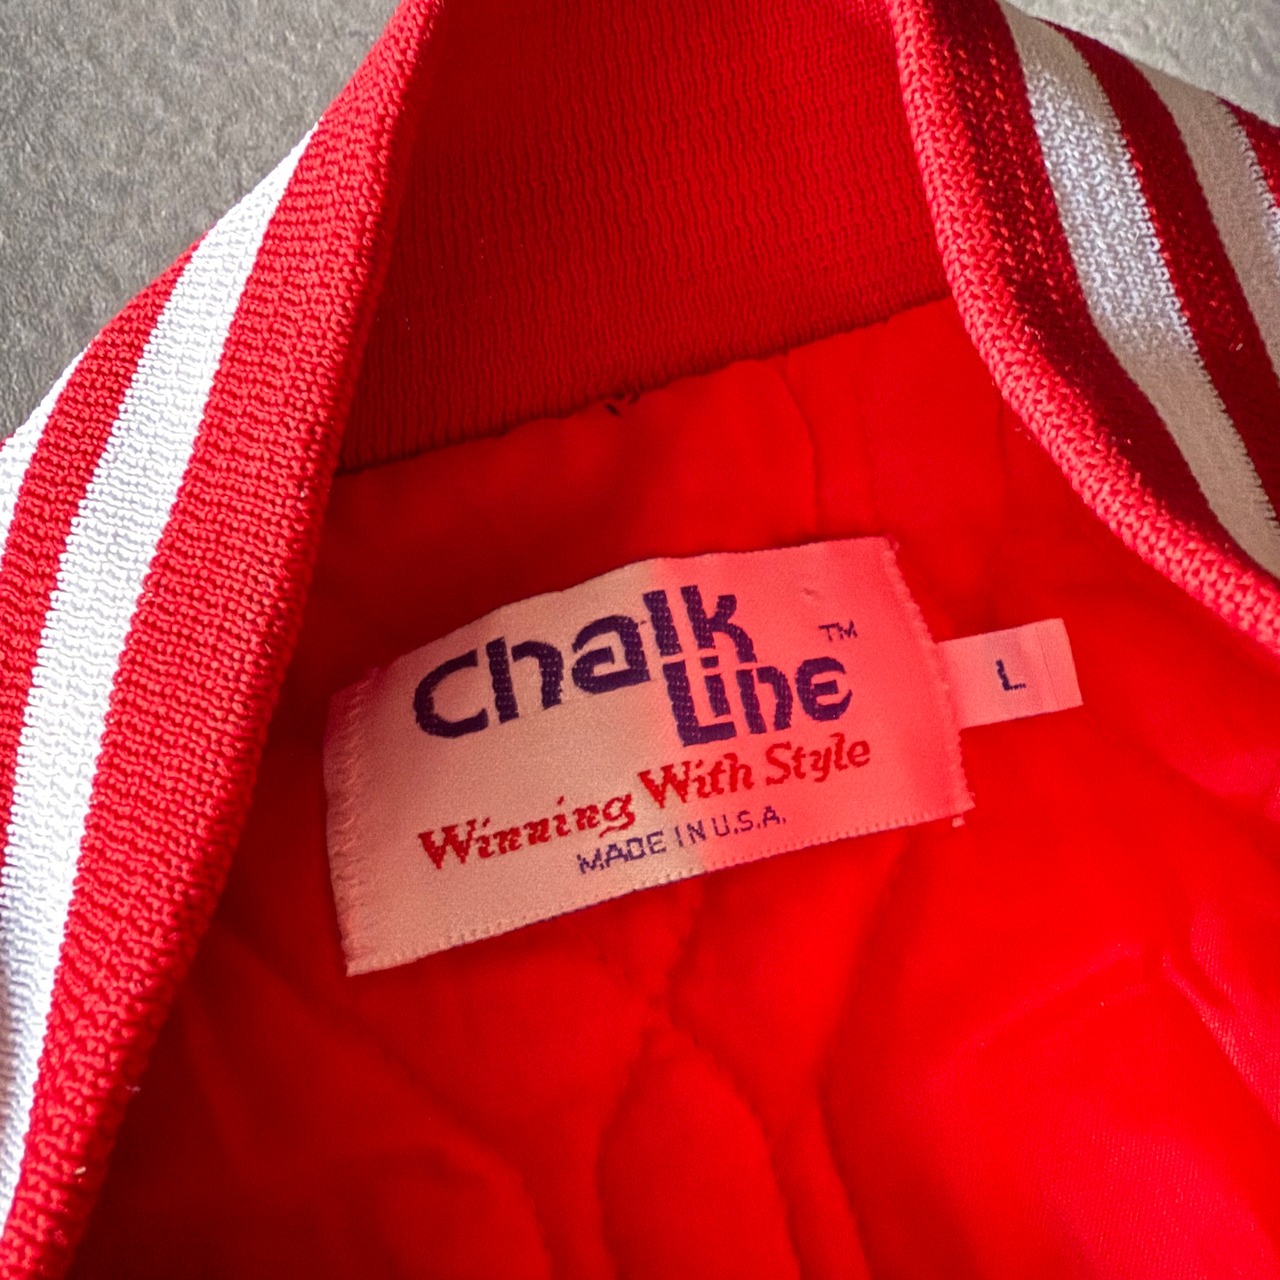 Chalk
Line™
Winning With Style
MADE IN U.S.A.
L